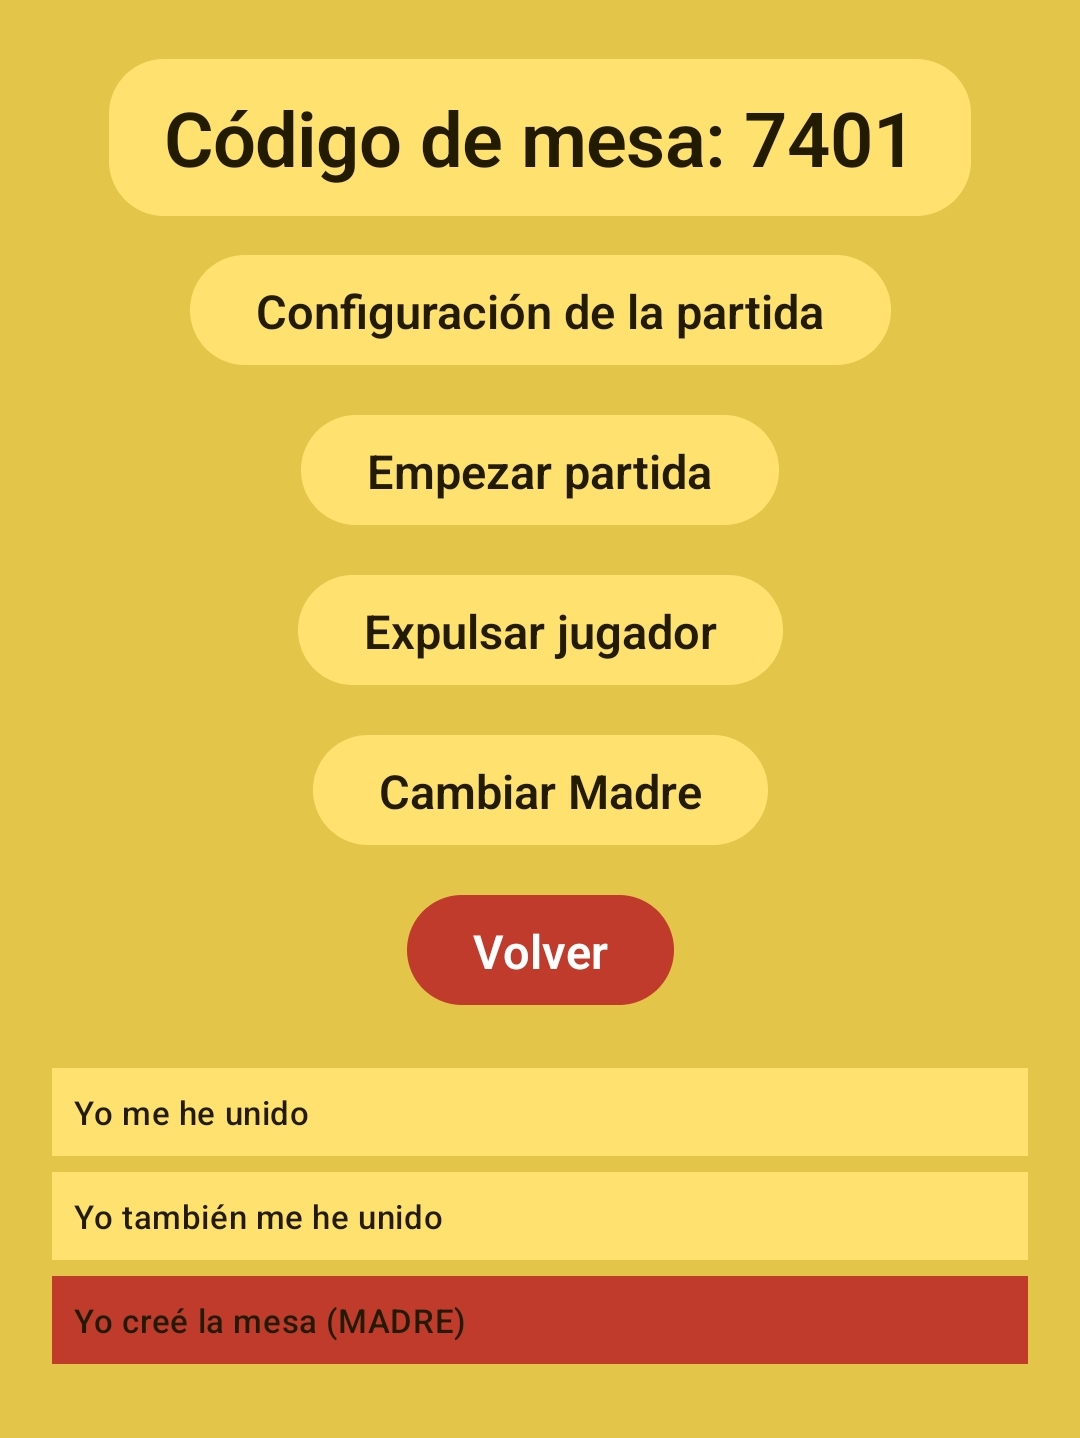 Código de mesa: 7401
Configuración de la partida
Empezar partida
Expulsar jugador
Cambiar Madre
Volver
Yo me he unido
Yo también me he unido
Yo creé la mesa (MADRE)